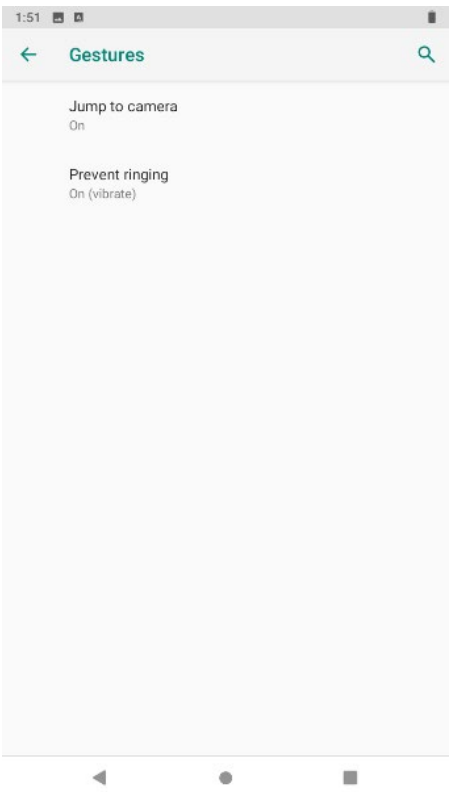 1:51
Gestures
Jump to camera
On
Prevent ringing
On (vibrate)